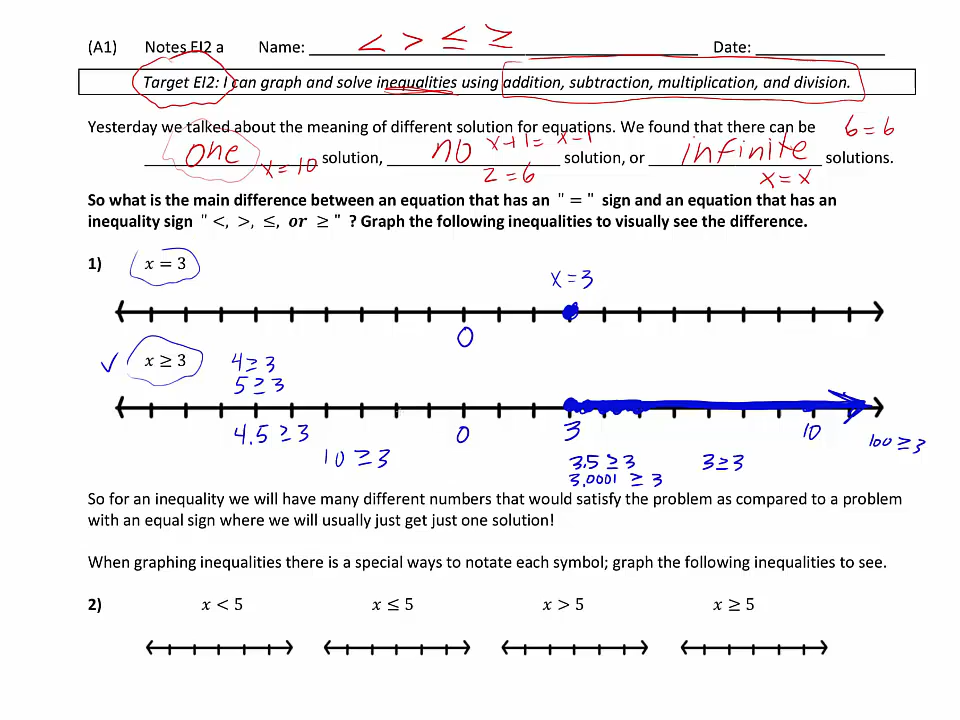 (A1) Notes EI2 a Name: < > ≤ ≥ Date:
Target EI2: I can graph and solve inequalities using addition, subtraction, multiplication, and division.
Yesterday we talked about the meaning of different solution for equations. We found that there can be 6 = 6
one x = 10 solution, no x+1 = x-1 2 = 6 solution, or infinite x = x solutions.
So what is the main difference between an equation that has an " = " sign and an equation that has an
inequality sign " <, >, ≤, or ≥ " ? Graph the following inequalities to visually see the difference.
1) x = 3
x = 3
0
✓ x ≥ 3 4 ≥ 3
5 ≥ 3
4.5 ≥ 3 0 3 10 100 ≥ 3
10 ≥ 3 3.5 ≥ 3 3 ≥ 3
3.0001 ≥ 3
So for an inequality we will have many different numbers that would satisfy the problem as compared to a problem
with an equal sign where we will usually just get just one solution!
When graphing inequalities there is a special ways to notate each symbol; graph the following inequalities to see.
2) x < 5 x ≤ 5 x > 5 x ≥ 5